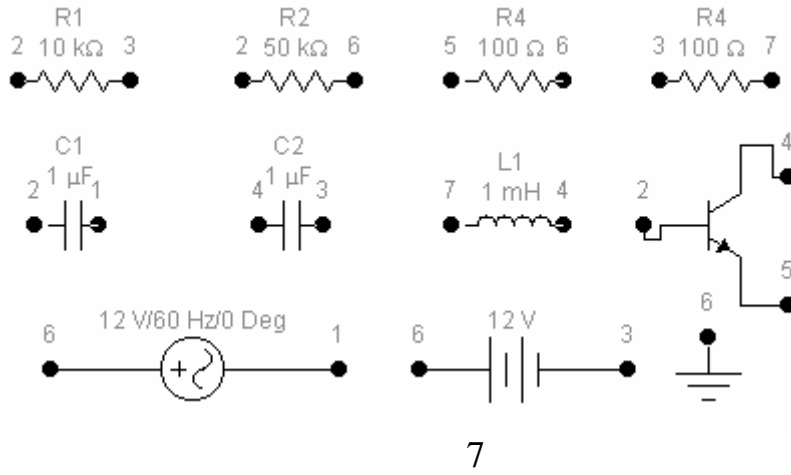 R1 R2 R4 R4
2 10 kΩ 3 2 50 kΩ 6 5 100 Ω 6 3 100 Ω 7
C1 C2 L1 4
2 1 µF 1 4 1 µF 3 7 1 mH 4 2
5
12 V/60 Hz/0 Deg 12 V 6
6 1 6 3
+
7